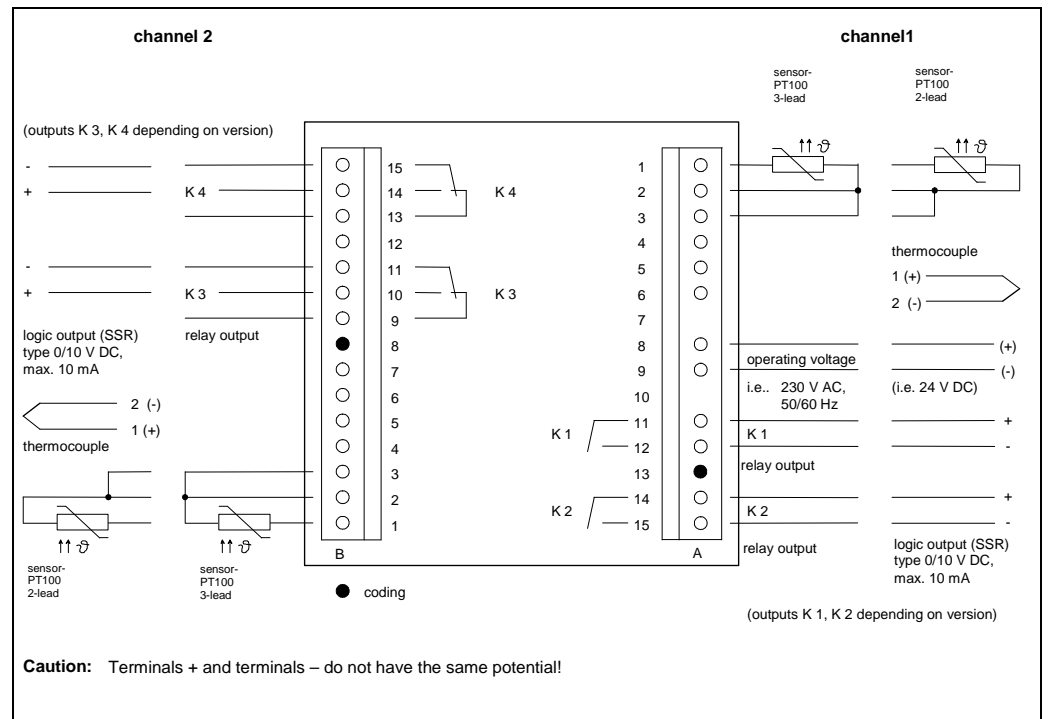 channel 2
channel1
sensor-
PT100
3-lead
sensor-
PT100
2-lead
(outputs K 3, K 4 depending on version)
-
+
K 4
15
14
13
12
11
10
9
8
7
6
5
4
3
2
1
K 4
-
+
K 3
K 3
logic output (SSR)
type 0/10 V DC,
max. 10 mA
relay output
2 (-)
1 (+)
thermocouple
↑↑ ϑ
sensor-
PT100
2-lead
↑↑ ϑ
sensor-
PT100
3-lead
B
1
2
3
4
5
6
7
8
9
10
11
12
13
14
15
A
↑↑ ϑ
↑↑ ϑ
thermocouple
1 (+)
2 (-)
(+)
operating voltage
(-)
i.e.. 230 V AC,
50/60 Hz
(i.e. 24 V DC)
K 1
K 1
+
-
relay output
K 2
K 2
+
-
relay output
logic output (SSR)
type 0/10 V DC,
max. 10 mA
coding
(outputs K 1, K 2 depending on version)
Caution: Terminals + and terminals – do not have the same potential!